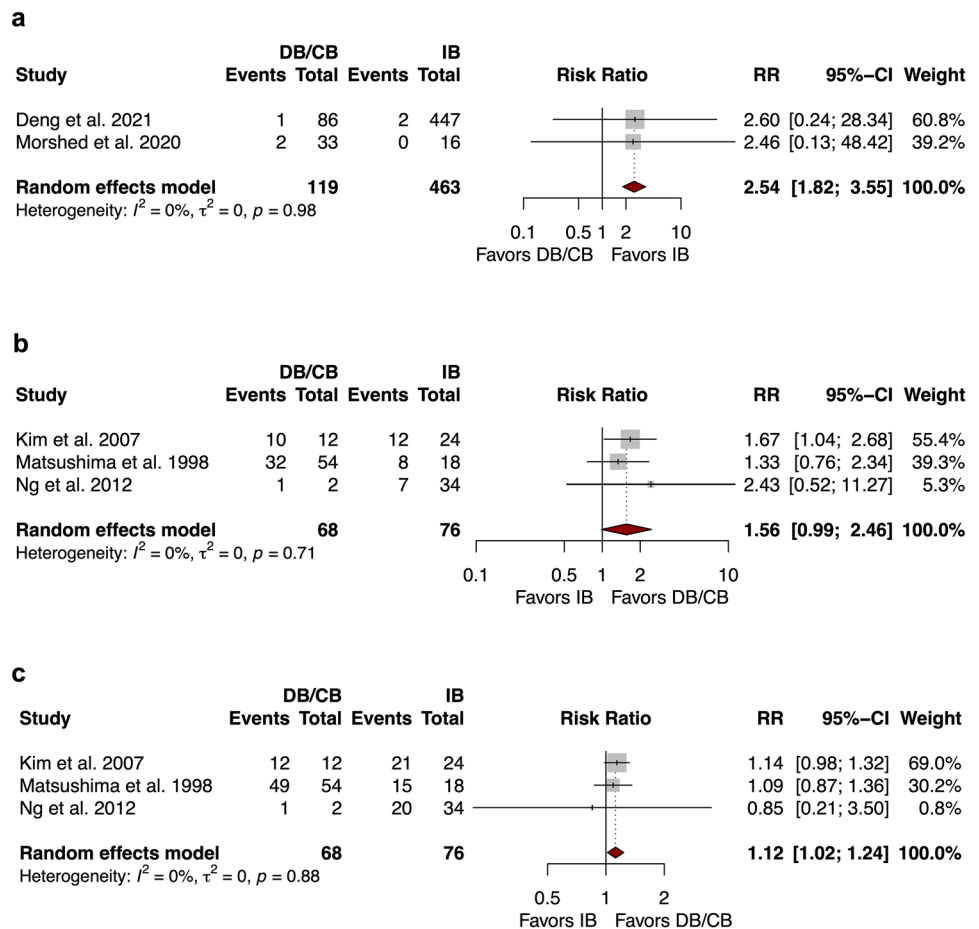 a
DB/CB IB
Study Events Total Events Total Risk Ratio RR 95%−CI Weight
Deng et al. 2021 1 86 2 447 2.60 [0.24; 28.34] 60.8%
Morshed et al. 2020 2 33 0 16 2.46 [0.13; 48.42] 39.2%
Random effects model 119 463 2.54 [1.82; 3.55] 100.0%
Heterogeneity: I² = 0%, τ² = 0, p = 0.98
0.1 0.5 1 2 10
Favors DB/CB Favors IB
b
DB/CB IB
Study Events Total Events Total Risk Ratio RR 95%−CI Weight
Kim et al. 2007 10 12 12 24 1.67 [1.04; 2.68] 55.4%
Matsushima et al. 1998 32 54 8 18 1.33 [0.76; 2.34] 39.3%
Ng et al. 2012 1 2 7 34 2.43 [0.52; 11.27] 5.3%
Random effects model 68 76 1.56 [0.99; 2.46] 100.0%
Heterogeneity: I² = 0%, τ² = 0, p = 0.71
0.1 0.5 1 2 10
Favors IB Favors DB/CB
c
DB/CB IB
Study Events Total Events Total Risk Ratio RR 95%−CI Weight
Kim et al. 2007 12 12 21 24 1.14 [0.98; 1.32] 69.0%
Matsushima et al. 1998 49 54 15 18 1.09 [0.87; 1.36] 30.2%
Ng et al. 2012 1 2 20 34 0.85 [0.21; 3.50] 0.8%
Random effects model 68 76 1.12 [1.02; 1.24] 100.0%
Heterogeneity: I² = 0%, τ² = 0, p = 0.88
0.5 1 2
Favors IB Favors DB/CB